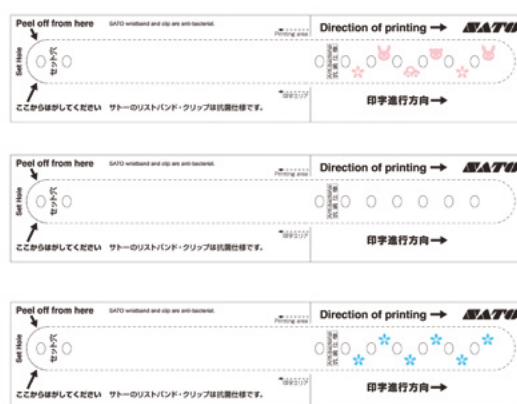 Peel off from here
SATO wristband and clip are anti-bacterial.
Printing area
Direction of printing → SATO
Set Hole
セット穴
Anti-bacterial
抗菌仕様
ここからはがしてください サトーのリストバンド・クリップは抗菌仕様です。
印字エリア
印字進行方向→
Peel off from here
SATO wristband and clip are anti-bacterial.
Printing area
Direction of printing → SATO
Set Hole
セット穴
Anti-bacterial
抗菌仕様
ここからはがしてください サトーのリストバンド・クリップは抗菌仕様です。
印字エリア
印字進行方向→
Peel off from here
SATO wristband and clip are anti-bacterial.
Printing area
Direction of printing → SATO
Set Hole
セット穴
Anti-bacterial
抗菌仕様
ここからはがしてください サトーのリストバンド・クリップは抗菌仕様です。
印字エリア
印字進行方向→